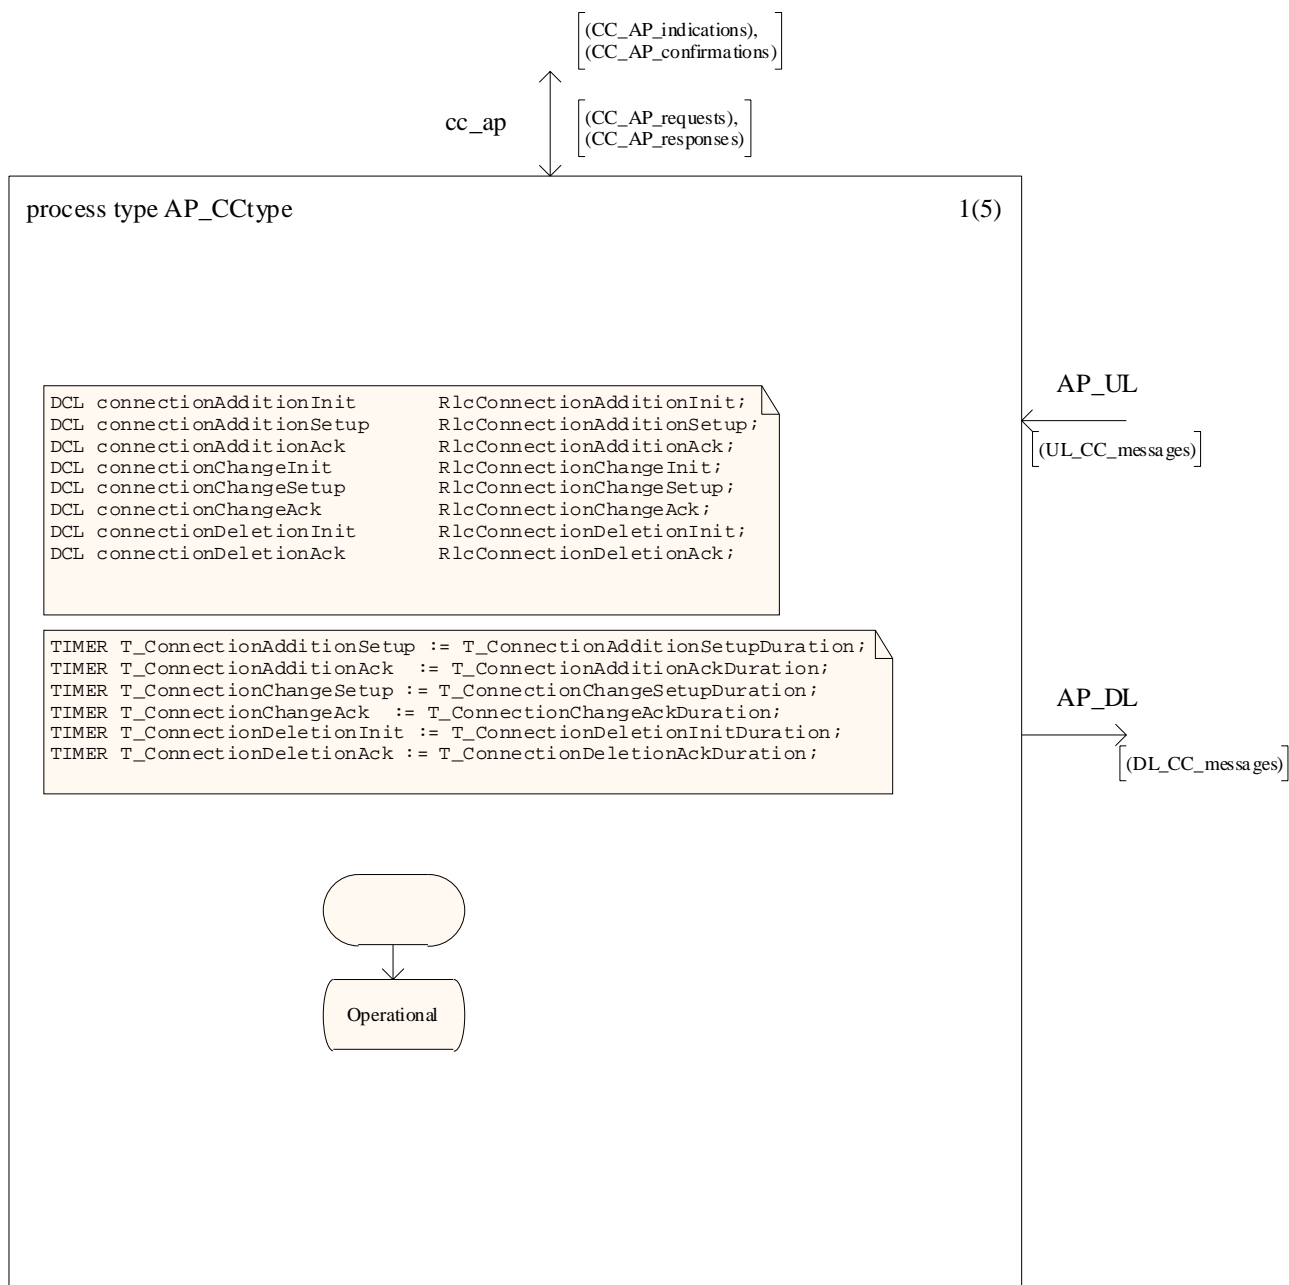 [(CC_AP_indications),
(CC_AP_confirmations)]
cc_ap
[(CC_AP_requests),
(CC_AP_responses)]
process type AP_CCtype 1(5)
DCL connectionAdditionInit RlcConnectionAdditionInit;
DCL connectionAdditionSetup RlcConnectionAdditionSetup;
DCL connectionAdditionAck RlcConnectionAdditionAck;
DCL connectionChangeInit RlcConnectionChangeInit;
DCL connectionChangeSetup RlcConnectionChangeSetup;
DCL connectionChangeAck RlcConnectionChangeAck;
DCL connectionDeletionInit RlcConnectionDeletionInit;
DCL connectionDeletionAck RlcConnectionDeletionAck;
AP_UL
[(UL_CC_messages)]
TIMER T_ConnectionAdditionSetup := T_ConnectionAdditionSetupDuration;
TIMER T_ConnectionAdditionAck := T_ConnectionAdditionAckDuration;
TIMER T_ConnectionChangeSetup := T_ConnectionChangeSetupDuration;
TIMER T_ConnectionChangeAck := T_ConnectionChangeAckDuration;
TIMER T_ConnectionDeletionInit := T_ConnectionDeletionInitDuration;
TIMER T_ConnectionDeletionAck := T_ConnectionDeletionAckDuration;
AP_DL
[(DL_CC_messages)]
Operational